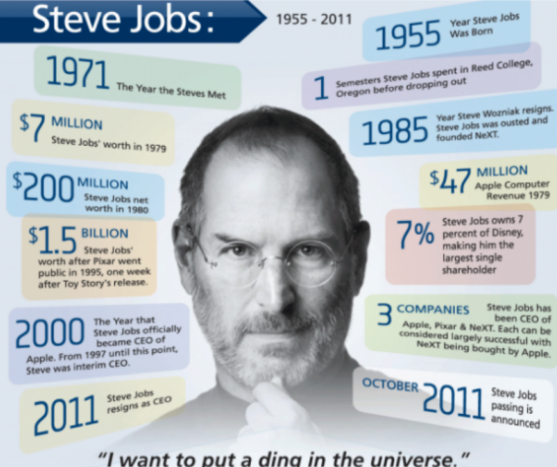 Steve Jobs:
1955 - 2011
1955 Year Steve Jobs
Was Born
1971 The Year the Steves Met
1 Semesters Steve Jobs spent in Reed College,
Oregon before dropping out
$7 MILLION
Steve Jobs' worth in 1979
1985 Year Steve Wozniak resigns.
Steve Jobs was ousted and
founded NeXT.
$200 MILLION
Steve Jobs net
worth in 1980
$47 MILLION
Apple Computer
Revenue 1979
$1.5 BILLION
Steve Jobs'
worth after Pixar went
public in 1995, one week
after Toy Story's release.
7% Steve Jobs owns 7
percent of Disney,
making him the
largest single
shareholder
2000 The Year that
Steve Jobs officially
became CEO of
Apple. From 1997 until this point,
Steve was interim CEO.
3 COMPANIES Steve Jobs has
been CEO of
Apple, Pixar & NeXT. Each can be
considered largely successful with
NeXT being bought by Apple.
2011 Steve Jobs
resigns as CEO
OCTOBER 2011 Steve Jobs
passing is
announced
"I want to put a ding in the universe."